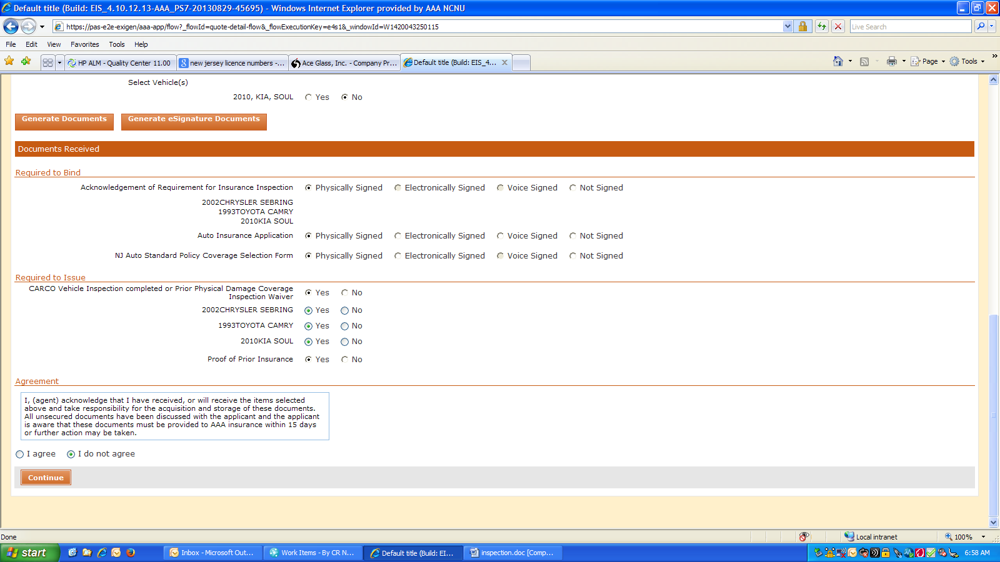 Default title (Build: EIS_4.10.12.13-AAA_PS7-20130829-45695) - Windows Internet Explorer provided by AAA NCNU
https://pas-e2e-exigen/aaa-app/flow?_flowId=quote-detail-flow&_flowExecutionKey=e4s1&_windowId=W1420043250115
Live Search
File Edit View Favorites Tools Help
HP ALM - Quality Center 11.00
new jersey licence numbers -...
Ace Glass, Inc. - Company Pr...
Default title (Build: EIS_4...
Page Tools
Select Vehicle(s)
2010, KIA, SOUL Yes No
Generate Documents Generate eSignature Documents
Documents Received
Required to Bind
Acknowledgement of Requirement for Insurance Inspection Physically Signed Electronically Signed Voice Signed Not Signed
2002CHRYSLER SEBRING
1993TOYOTA CAMRY
2010KIA SOUL
Auto Insurance Application Physically Signed Electronically Signed Voice Signed Not Signed
NJ Auto Standard Policy Coverage Selection Form Physically Signed Electronically Signed Voice Signed Not Signed
Required to Issue
CARCO Vehicle Inspection completed or Prior Physical Damage Coverage
Inspection Waiver Yes No
2002CHRYSLER SEBRING Yes No
1993TOYOTA CAMRY Yes No
2010KIA SOUL Yes No
Proof of Prior Insurance Yes No
Agreement
I, (agent) acknowledge that I have received, or will receive the items selected
above and take responsibility for the acquisition and storage of these documents.
All unsecured documents have been discussed with the applicant and the applicant
is aware that these documents must be provided to AAA insurance within 15 days
or further action may be taken.
I agree I do not agree
Continue
Done Local intranet 100%
start Inbox - Microsoft Out... Work Items - By CR N... Default title (Build: EI... inspection.doc [Comp... 6:58 AM